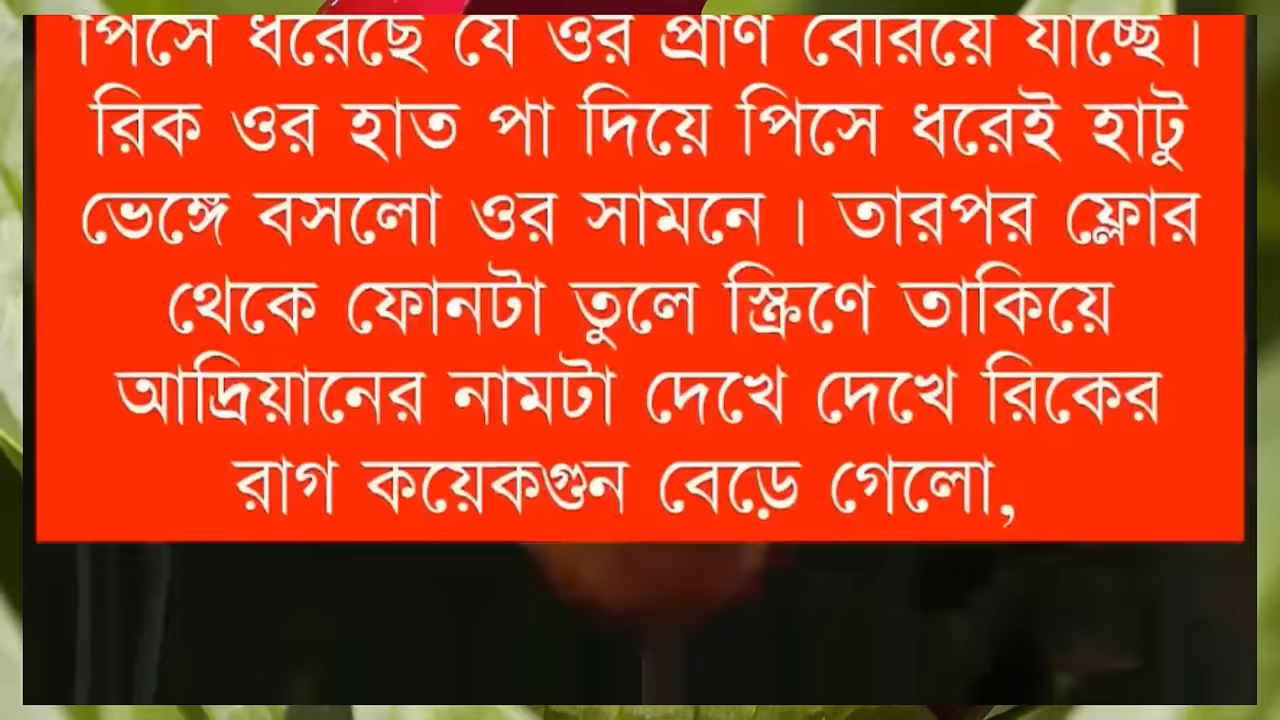 পিসে ধরেছে যে ওর প্রাণ বেরিয়ে যাচ্ছে।
রিক ওর হাত পা দিয়ে পিসে ধরেই হাটু
ভেঙ্গে বসলো ওর সামনে। তারপর ফ্লোর
থেকে ফোনটা তুলে স্ক্রিণে তাকিয়ে
আদ্রিয়ানের নামটা দেখে দেখে রিকের
রাগ কয়েকগুন বেড়ে গেলো,